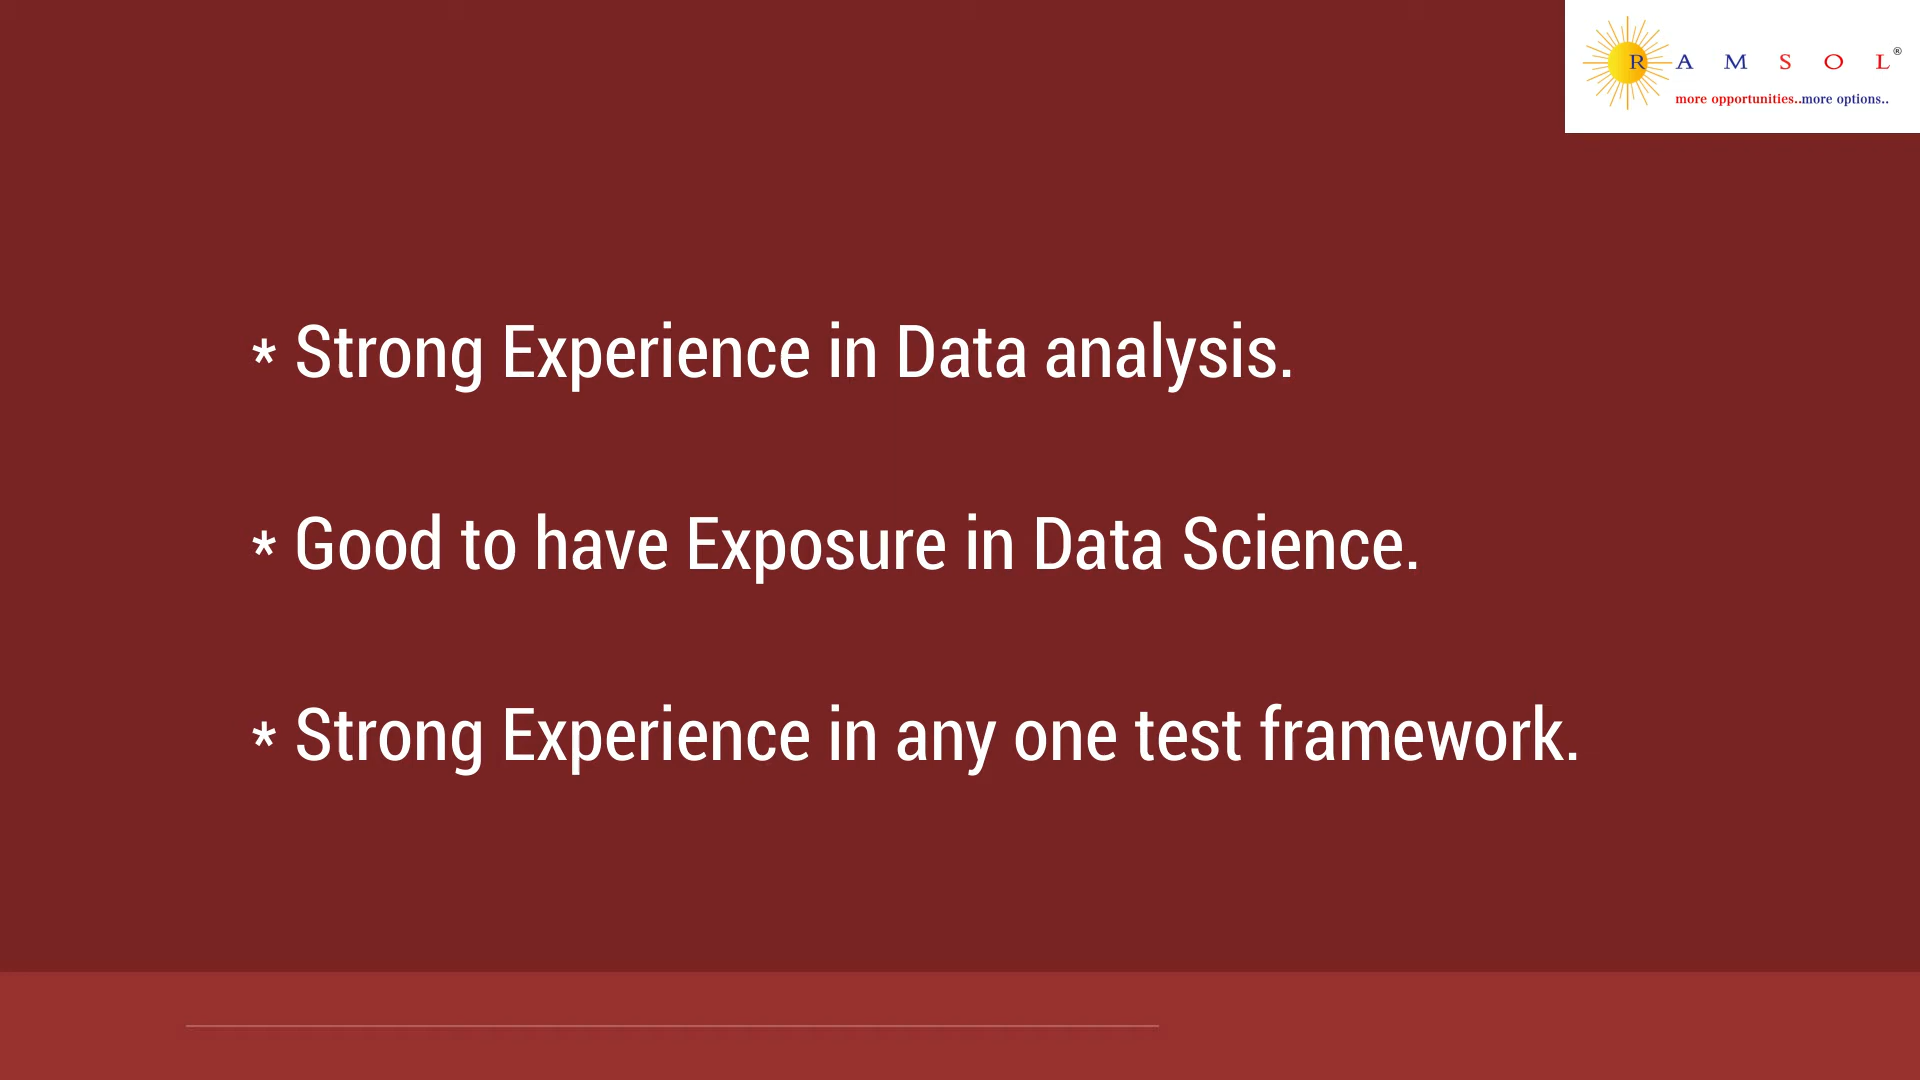 R A M S O L ®
more opportunities..more options..
* Strong Experience in Data analysis.
* Good to have Exposure in Data Science.
* Strong Experience in any one test framework.